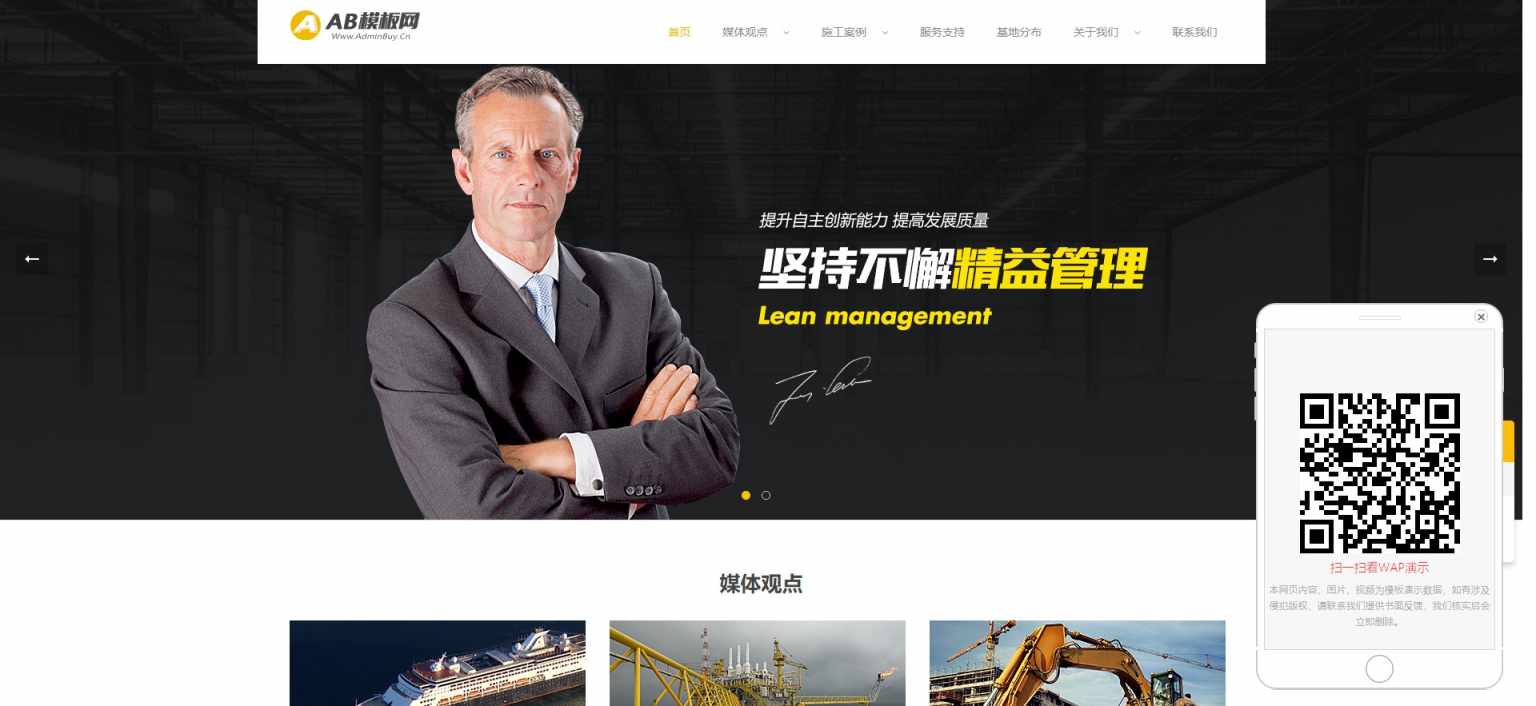 AB模板网
Www.AdminBuy.Cn
首页
媒体观点
施工案例
服务支持
基地分布
关于我们
联系我们
提升自主创新能力 提高发展质量
坚持不懈精益管理
Lean management
扫一扫看WAP演示
本网页内容、图片、视频为模板演示数据，如有涉及
侵犯版权，请联系我们提供书面反馈，我们核实后会
立即删除。
媒体观点